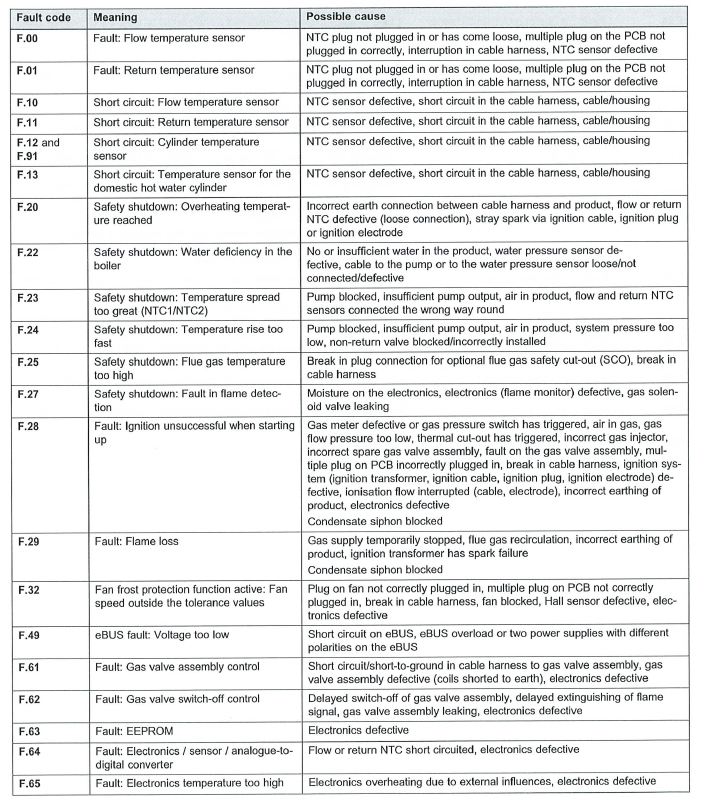 Fault code Meaning Possible cause
F.00 Fault: Flow temperature sensor NTC plug not plugged in or has come loose, multiple plug on the PCB not
plugged in correctly, interruption in cable harness, NTC sensor defective
F.01 Fault: Return temperature sensor NTC plug not plugged in or has come loose, multiple plug on the PCB not
plugged in correctly, interruption in cable harness, NTC sensor defective
F.10 Short circuit: Flow temperature sensor NTC sensor defective, short circuit in the cable harness, cable/housing
F.11 Short circuit: Return temperature sensor NTC sensor defective, short circuit in the cable harness, cable/housing
F.12 and Short circuit: Cylinder temperature NTC sensor defective, short circuit in the cable harness, cable/housing
F.91 sensor
F.13 Short circuit: Temperature sensor for the NTC sensor defective, short circuit in the cable harness, cable/housing
domestic hot water cylinder
F.20 Safety shutdown: Overheating temperat- Incorrect earth connection between cable harness and product, flow or return
ure reached NTC defective (loose connection), stray spark via ignition cable, ignition plug
or ignition electrode
F.22 Safety shutdown: Water deficiency in the No or insufficient water in the product, water pressure sensor de-
boiler fective, cable to the pump or to the water pressure sensor loose/not
connected/defective
F.23 Safety shutdown: Temperature spread Pump blocked, insufficient pump output, air in product, flow and return NTC
too great (NTC1/NTC2) sensors connected the wrong way round
F.24 Safety shutdown: Temperature rise too Pump blocked, insufficient pump output, air in product, system pressure too
fast low, non-return valve blocked/incorrectly installed
F.25 Safety shutdown: Flue gas temperature Break in plug connection for optional flue gas safety cut-out (SCO), break in
too high cable harness
F.27 Safety shutdown: Fault in flame detec- Moisture on the electronics, electronics (flame monitor) defective, gas solen-
tion oid valve leaking
F.28 Fault: Ignition unsuccessful when starting Gas meter defective or gas pressure switch has triggered, air in gas, gas
up flow pressure too low, thermal cut-out has triggered, incorrect gas injector,
incorrect spare gas valve assembly, fault on the gas valve assembly, mul-
tiple plug on PCB incorrectly plugged in, break in cable harness, ignition sys-
tem (ignition transformer, ignition cable, ignition plug, ignition electrode) de-
fective, ionisation flow interrupted (cable, electrode), incorrect earthing of
product, electronics defective
Condensate siphon blocked
F.29 Fault: Flame loss Gas supply temporarily stopped, flue gas recirculation, incorrect earthing of
product, ignition transformer has spark failure
Condensate siphon blocked
F.32 Fan frost protection function active: Fan Plug on fan not correctly plugged in, multiple plug on PCB not correctly
speed outside the tolerance values plugged in, break in cable harness, fan blocked, Hall sensor defective, elec-
tronics defective
F.49 eBUS fault: Voltage too low Short circuit on eBUS, eBUS overload or two power supplies with different
polarities on the eBUS
F.61 Fault: Gas valve assembly control Short circuit/short-to-ground in cable harness to gas valve assembly, gas
valve assembly defective (coils shorted to earth), electronics defective
F.62 Fault: Gas valve switch-off control Delayed switch-off of gas valve assembly, delayed extinguishing of flame
signal, gas valve assembly leaking, electronics defective
F.63 Fault: EEPROM Electronics defective
F.64 Fault: Electronics / sensor / analogue-to- Flow or return NTC short circuited, electronics defective
digital converter
F.65 Fault: Electronics temperature too high Electronics overheating due to external influences, electronics defective